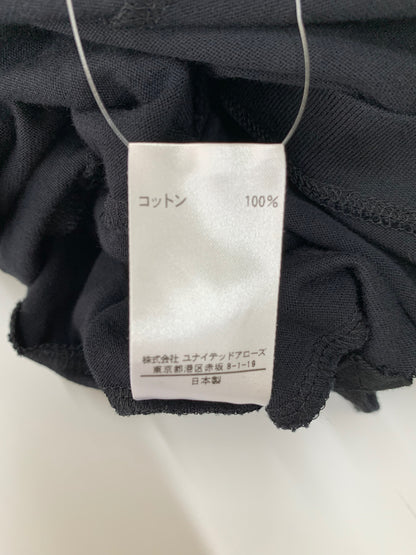 コットン 100%
株式会社 ユナイテッドアローズ
東京都港区赤坂 8-1-19
日本製